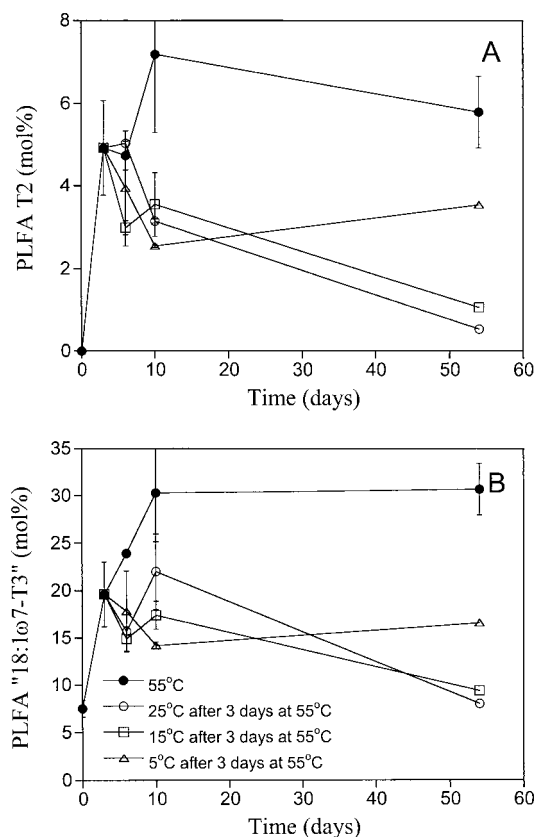 A
8
6
4
2
0
PLFA T2 (mol%)
0 10 20 30 40 50 60
Time (days)
B
35
30
25
20
15
10
5
0
PLFA "18:1ω7-T3" (mol%)
55°C
25°C after 3 days at 55°C
15°C after 3 days at 55°C
5°C after 3 days at 55°C
0 10 20 30 40 50 60
Time (days)